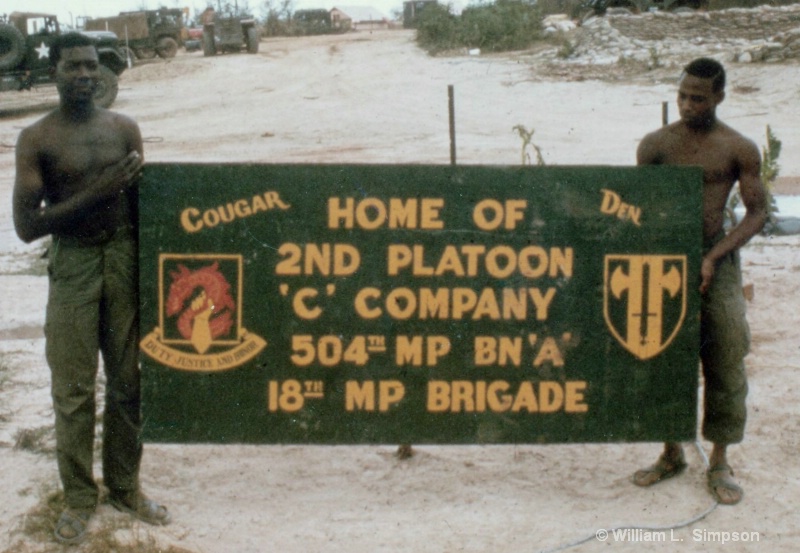 COUGAR
DEN
HOME OF
2ND PLATOON
'C' COMPANY
504TH MP BN 'A'
18TH MP BRIGADE
DUTY JUSTICE AND HONOR
© William L. Simpson